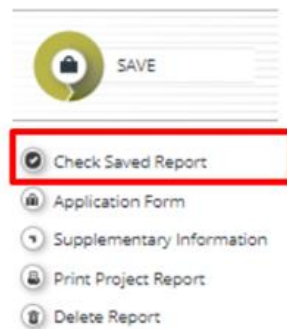 SAVE
Check Saved Report
Application Form
Supplementary Information
Print Project Report
Delete Report